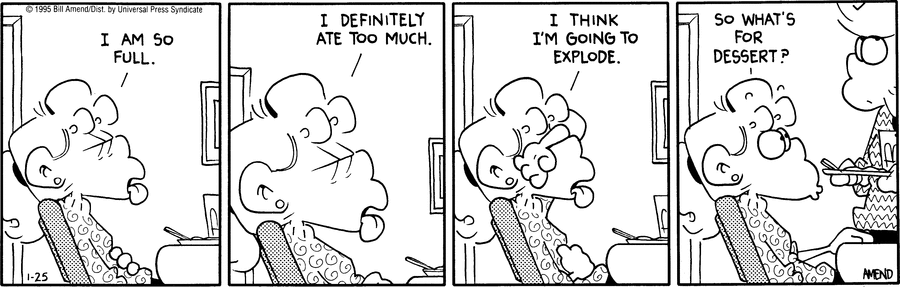 © 1995 Bill Amend/Dist. by Universal Press Syndicate
I AM SO
FULL.
1-25
I DEFINITELY
ATE TOO MUCH.
I THINK
I'M GOING TO
EXPLODE.
SO WHAT'S
FOR
DESSERT?
AMEND